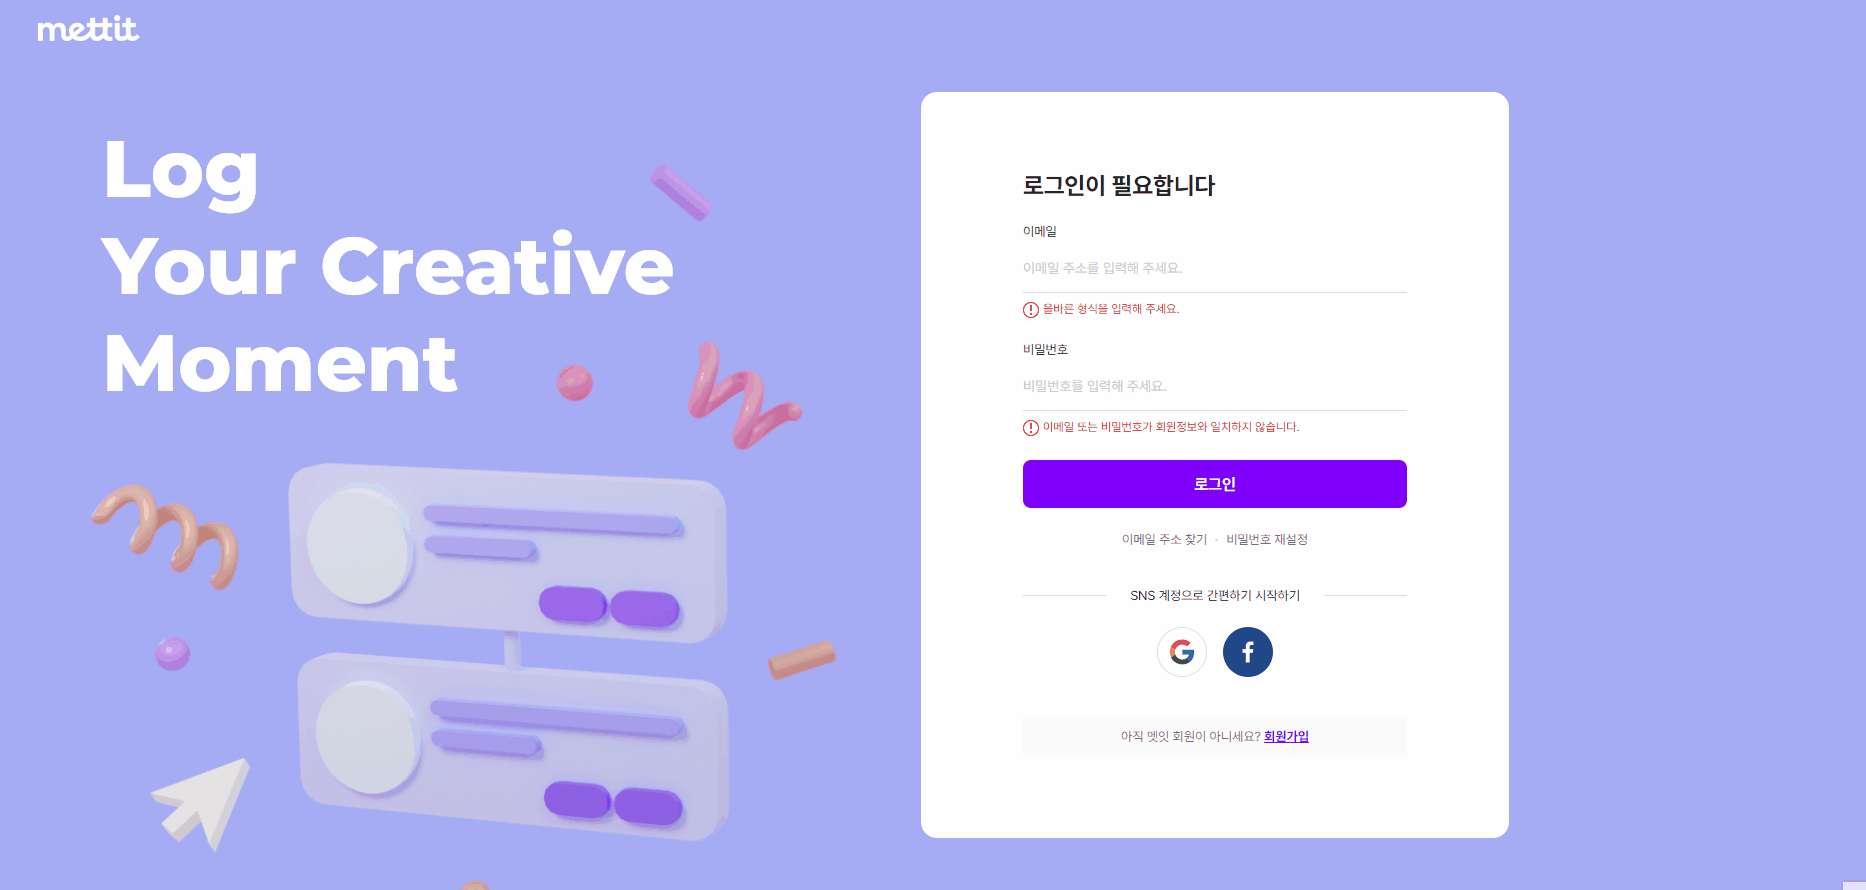 mettit
Log
Your Creative
Moment
로그인이 필요합니다
이메일
이메일 주소를 입력해 주세요.
올바른 형식을 입력해 주세요.
비밀번호
비밀번호를 입력해 주세요.
이메일 또는 비밀번호가 회원정보와 일치하지 않습니다.
로그인
이메일 주소 찾기 • 비밀번호 재설정
SNS 계정으로 간편하기 시작하기
아직 멧잇 회원이 아니세요? 회원가입